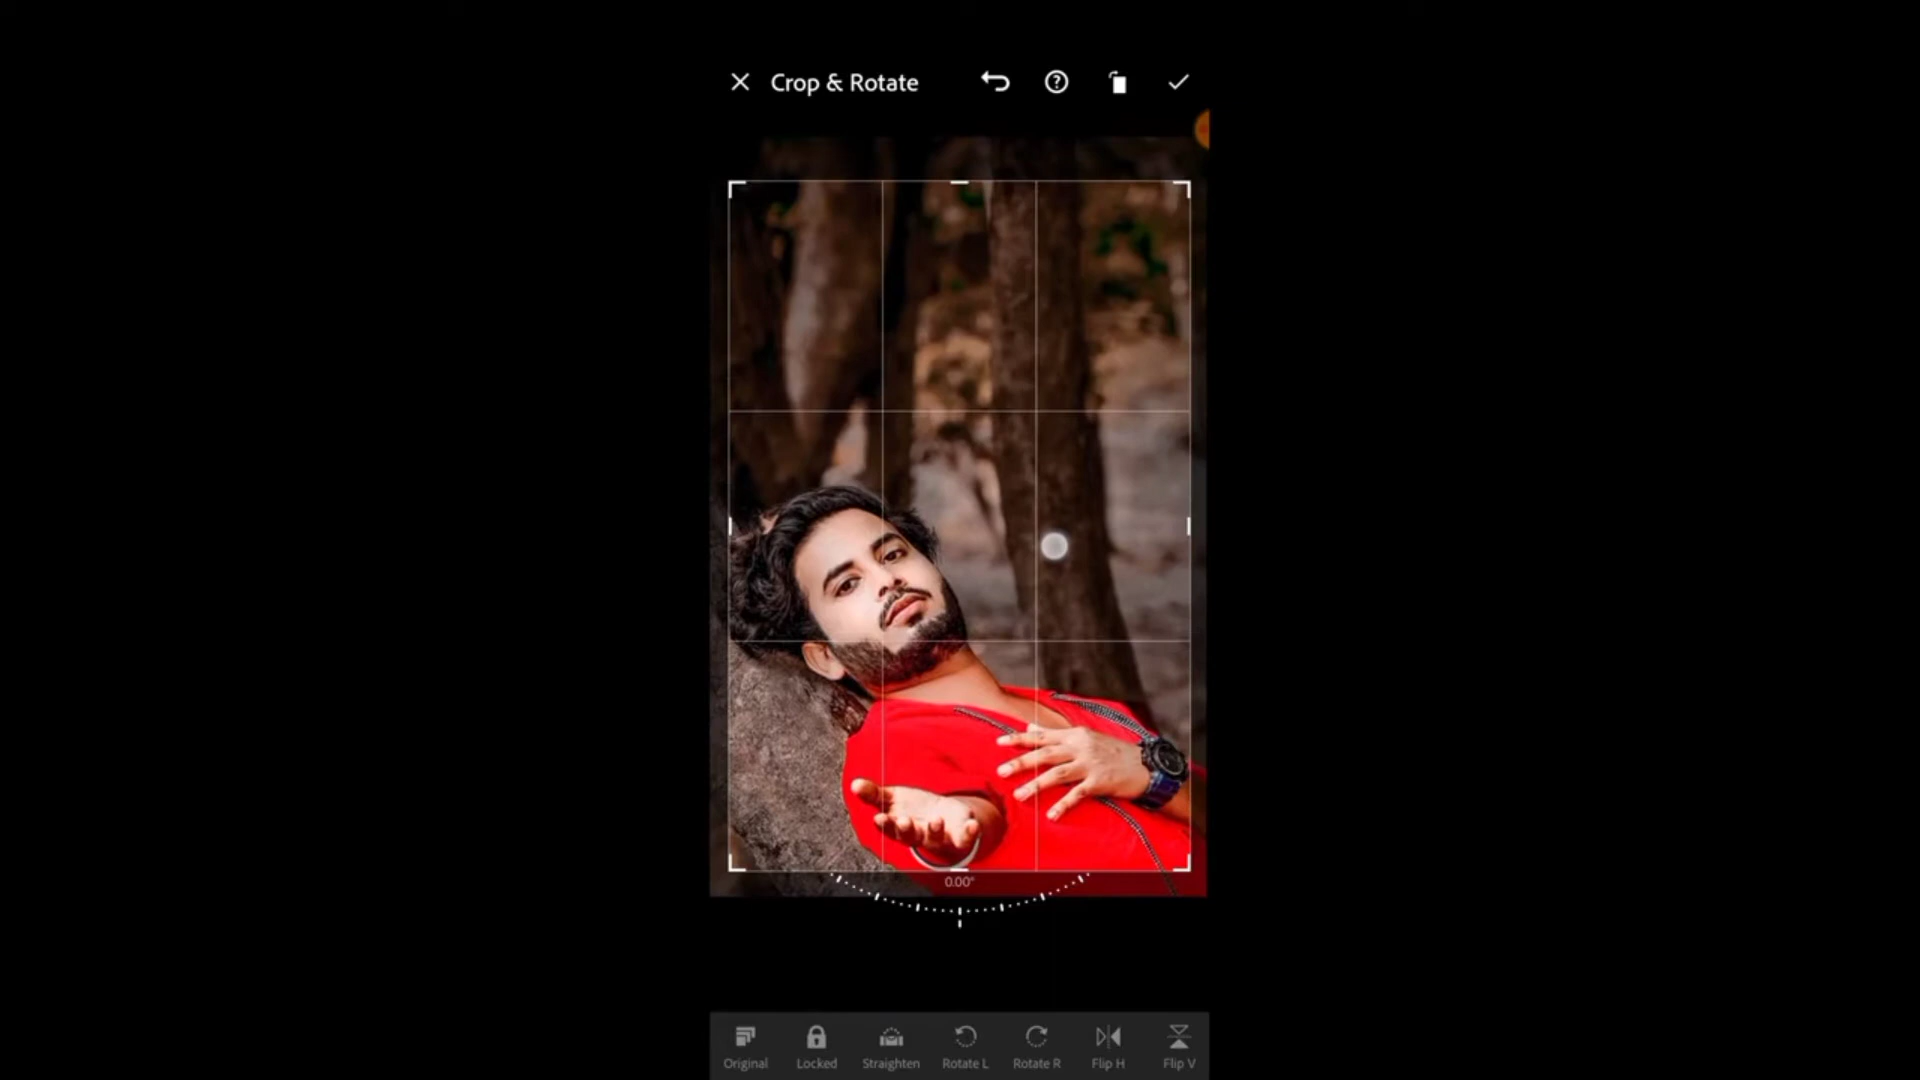 Crop & Rotate
0.00°
Original Locked Straighten Rotate L Rotate R Flip H Flip V